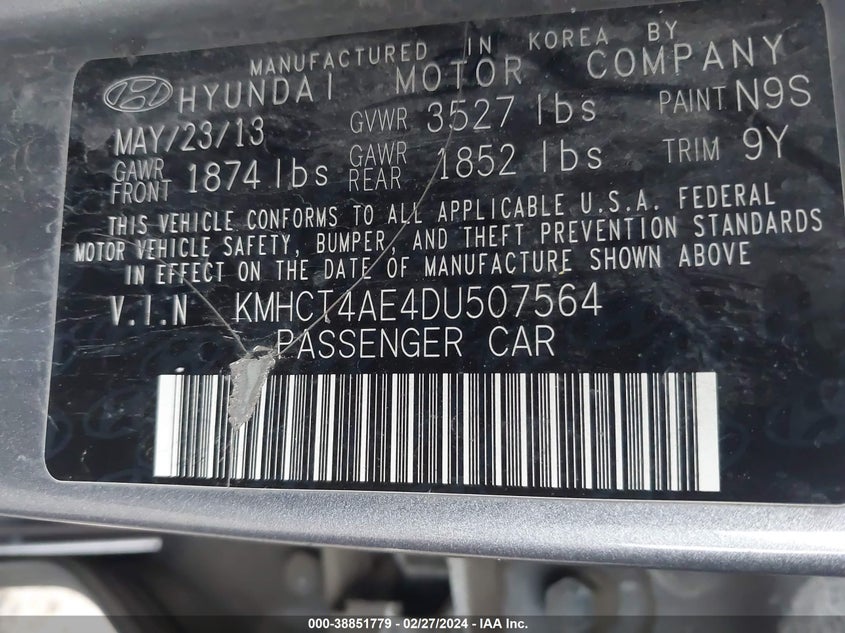 MANUFACTURED IN KOREA BY
HYUNDAI MOTOR COMPANY
MAY/23/13 GVWR 3527 lbs PAINT N9S
GAWR FRONT 1874 lbs GAWR REAR 1852 lbs TRIM 9Y
THIS VEHICLE CONFORMS TO ALL APPLICABLE U.S.A. FEDERAL
MOTOR VEHICLE SAFETY, BUMPER, AND THEFT PREVENTION STANDARDS
IN EFFECT ON THE DATE OF MANUFACTURE SHOWN ABOVE
V.I.N KMHCT4AE4DU507564
PASSENGER CAR
000-38851779 - 02/27/2024 - IAA Inc.